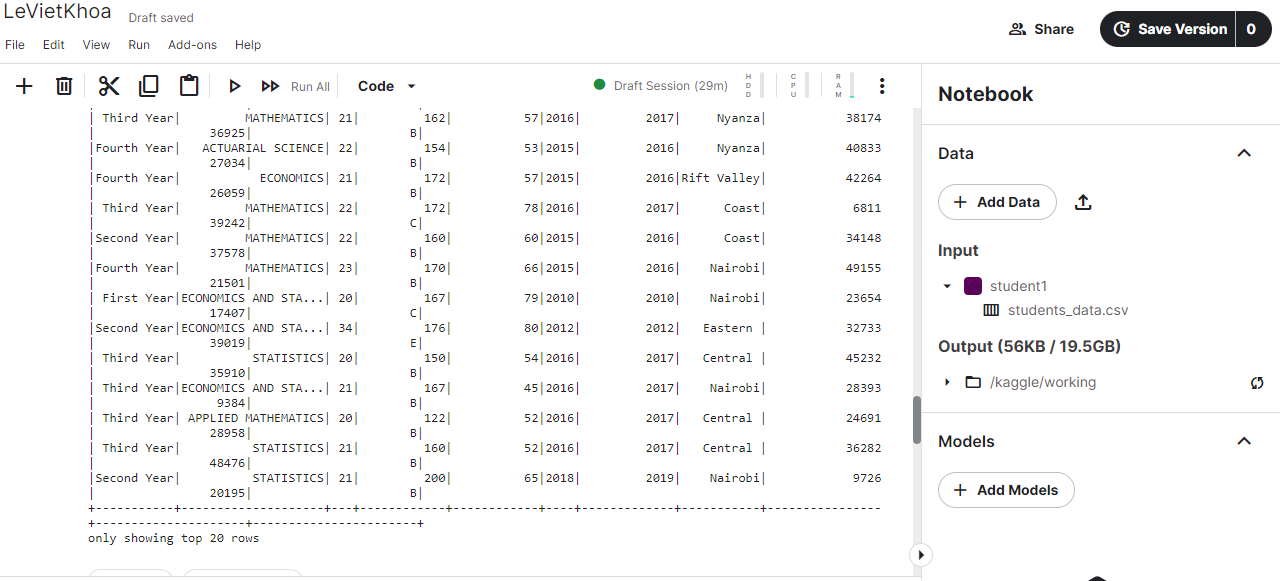 LeVietKhoa Draft saved
File Edit View Run Add-ons Help
Share
Save Version 0
Run All Code
Draft Session (29m)
HDD CPU RAM
| Third Year| MATHEMATICS| 21| 162| 57|2016| 2017| Nyanza| 38174
| 36925| B|
|Fourth Year| ACTUARIAL SCIENCE| 22| 154| 53|2015| 2016| Nyanza| 40833
| 27034| B|
|Fourth Year| ECONOMICS| 21| 172| 57|2015| 2016|Rift Valley| 42264
| 26059| B|
| Third Year| MATHEMATICS| 22| 172| 78|2016| 2017| Coast| 6811
| 39242| C|
|Second Year| MATHEMATICS| 22| 160| 60|2015| 2016| Coast| 34148
| 37578| B|
|Fourth Year| MATHEMATICS| 23| 170| 66|2015| 2016| Nairobi| 49155
| 21501| B|
| First Year|ECONOMICS AND STA...| 20| 167| 79|2010| 2010| Nairobi| 23654
| 17407| C|
|Second Year|ECONOMICS AND STA...| 34| 176| 80|2012| 2012| Eastern | 32733
| 39019| E|
| Third Year| STATISTICS| 20| 150| 54|2016| 2017| Central | 45232
| 35910| B|
| Third Year|ECONOMICS AND STA...| 21| 167| 45|2016| 2017| Nairobi| 28393
| 9384| B|
| Third Year| APPLIED MATHEMATICS| 20| 122| 52|2016| 2017| Central | 24691
| 28958| B|
| Third Year| STATISTICS| 21| 160| 52|2016| 2017| Central | 36282
| 48476| B|
|Second Year| STATISTICS| 21| 200| 65|2018| 2019| Nairobi| 9726
| 20195| B|
+-----------+--------------------+---+------------+-----------+----+------------+-----------+----------------
+--------------------+----------------------+
only showing top 20 rows
Notebook
Data
+ Add Data
Input
student1
students_data.csv
Output (56KB / 19.5GB)
/kaggle/working
Models
+ Add Models